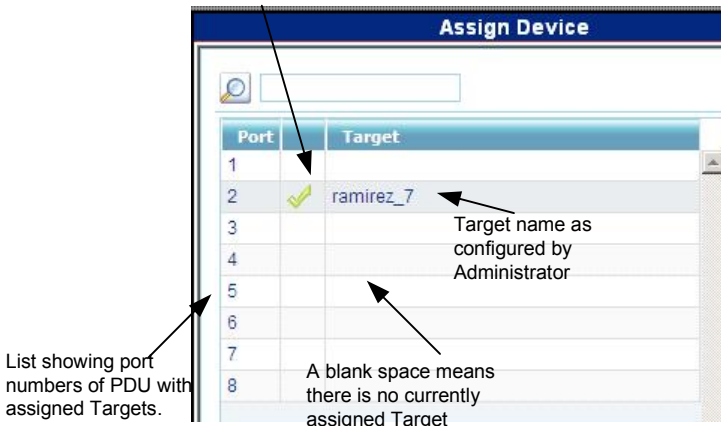 Assign Device
Port Target
1
2 ramirez_7
3
4
5
6
7
8
Target name as
configured by
Administrator
List showing port
numbers of PDU with
assigned Targets.
A blank space means
there is no currently
assigned Target